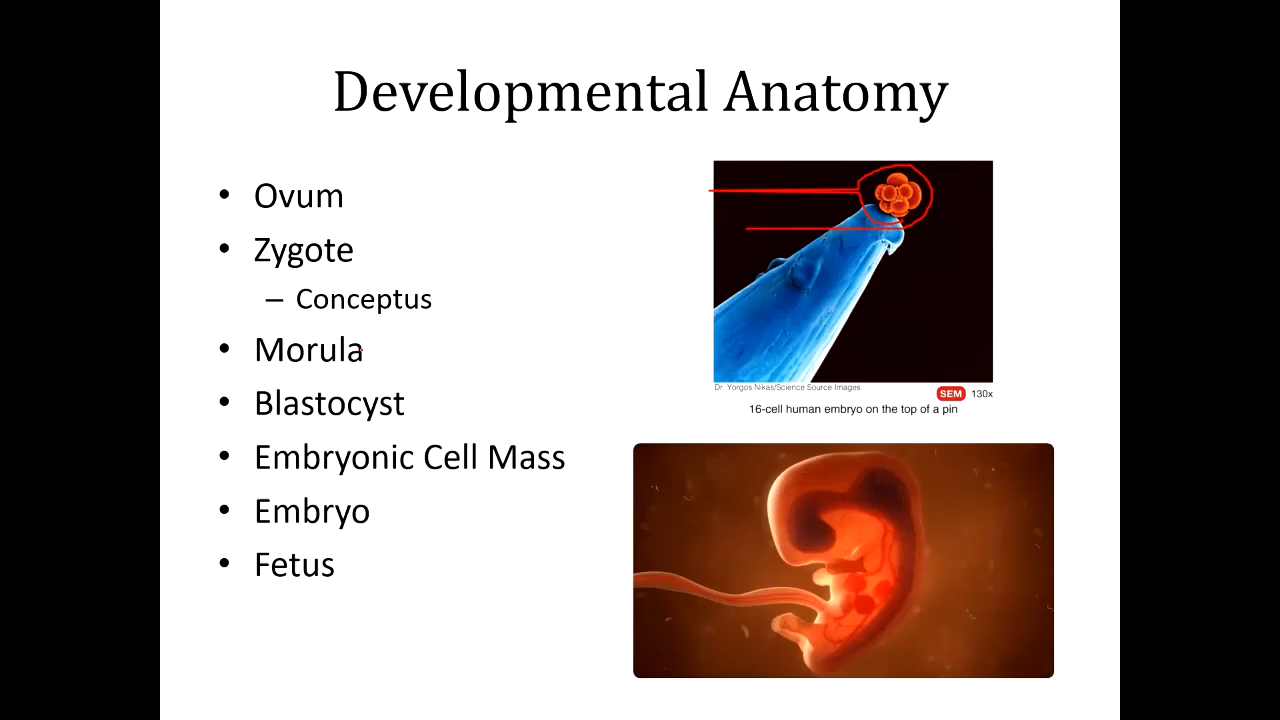 Developmental Anatomy
• Ovum
• Zygote
– Conceptus
• Morula
• Blastocyst
• Embryonic Cell Mass
• Embryo
• Fetus
Dr. Yorgos Nikas/Science Source Images
SEM 130x
16-cell human embryo on the top of a pin